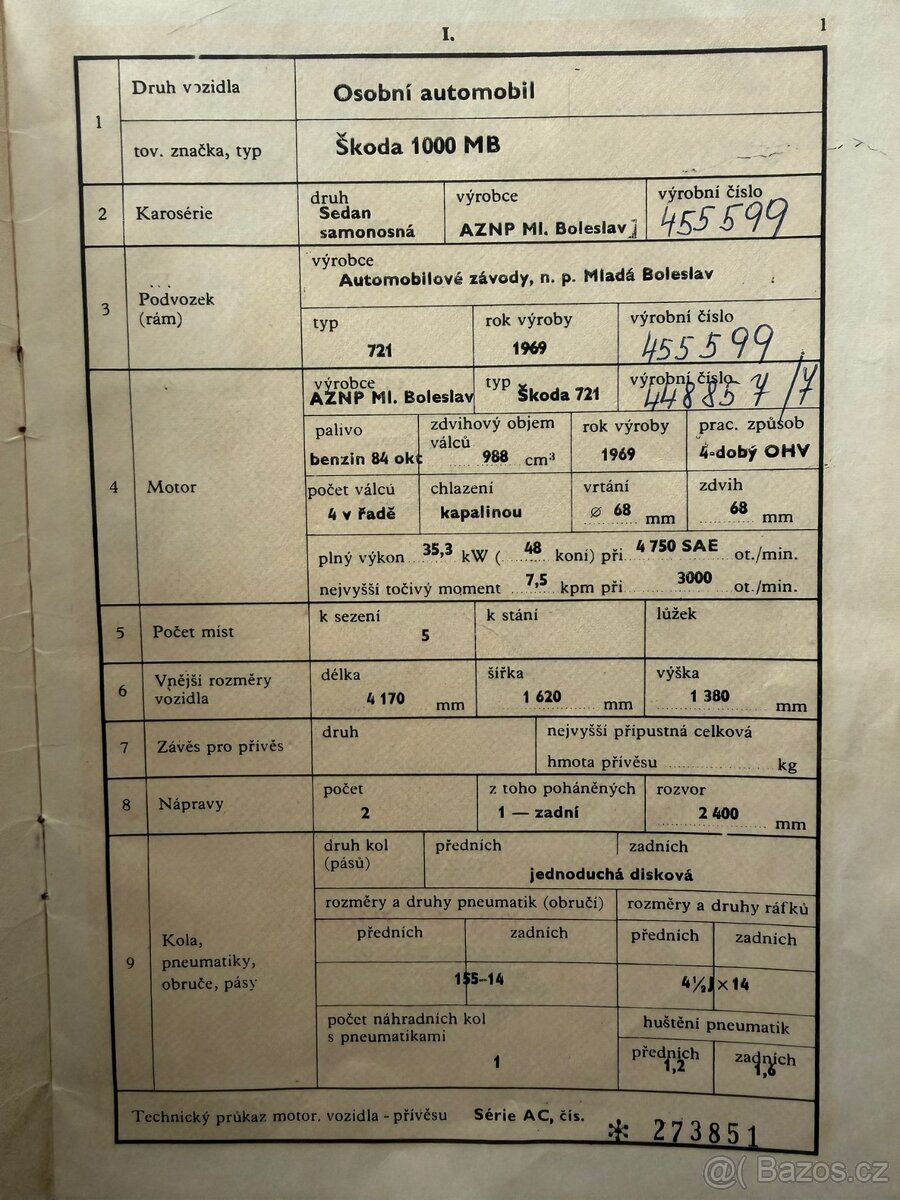 I.
1
1
Druh vozidla
Osobní automobil
tov. značka, typ
Škoda 1000 MB
2
Karosérie
druh
Sedan
samonosná
výrobce
AZNP Ml. Boleslav
výrobní číslo
455599
3
Podvozek
(rám)
výrobce
Automobilové závody, n. p. Mladá Boleslav
typ
721
rok výroby
1969
výrobní číslo
455599
4
Motor
výrobce
AZNP Ml. Boleslav
typ
Škoda 721
výrobní číslo
448857/7
palivo
benzin 84 okt
zdvihový objem
válců
988 cm³
rok výroby
1969
prac. způsob
4-dobý OHV
počet válců
4 v řadě
chlazení
kapalinou
vrtání
⌀ 68 mm
zdvih
68 mm
plný výkon 35,3 kW ( 48 koní) při 4 750 SAE ot./min.
nejvyšší točivý moment 7,5 kpm při 3000 ot./min.
5
Počet míst
k sezení
5
k stání
lůžek
6
Vnější rozměry
vozidla
délka
4 170 mm
šířka
1 620 mm
výška
1 380 mm
7
Závěs pro přívěs
druh
nejvyšší přípustná celková
hmota přívěsu kg
8
Nápravy
počet
2
z toho poháněných
1 — zadní
rozvor
2 400 mm
9
Kola,
pneumatiky,
obruče, pásy
druh kol
(pásů)
předních
zadních
jednoduchá disková
rozměry a druhy pneumatik (obručí)
rozměry a druhy ráfků
předních
zadních
předních
zadních
155-14
4½J × 14
počet náhradních kol
s pneumatikami
1
huštění pneumatik
předních
1,2
zadních
1,6
Technický průkaz motor. vozidla - přívěsu Série AC, čís. * 273851
@( Bazos.cz